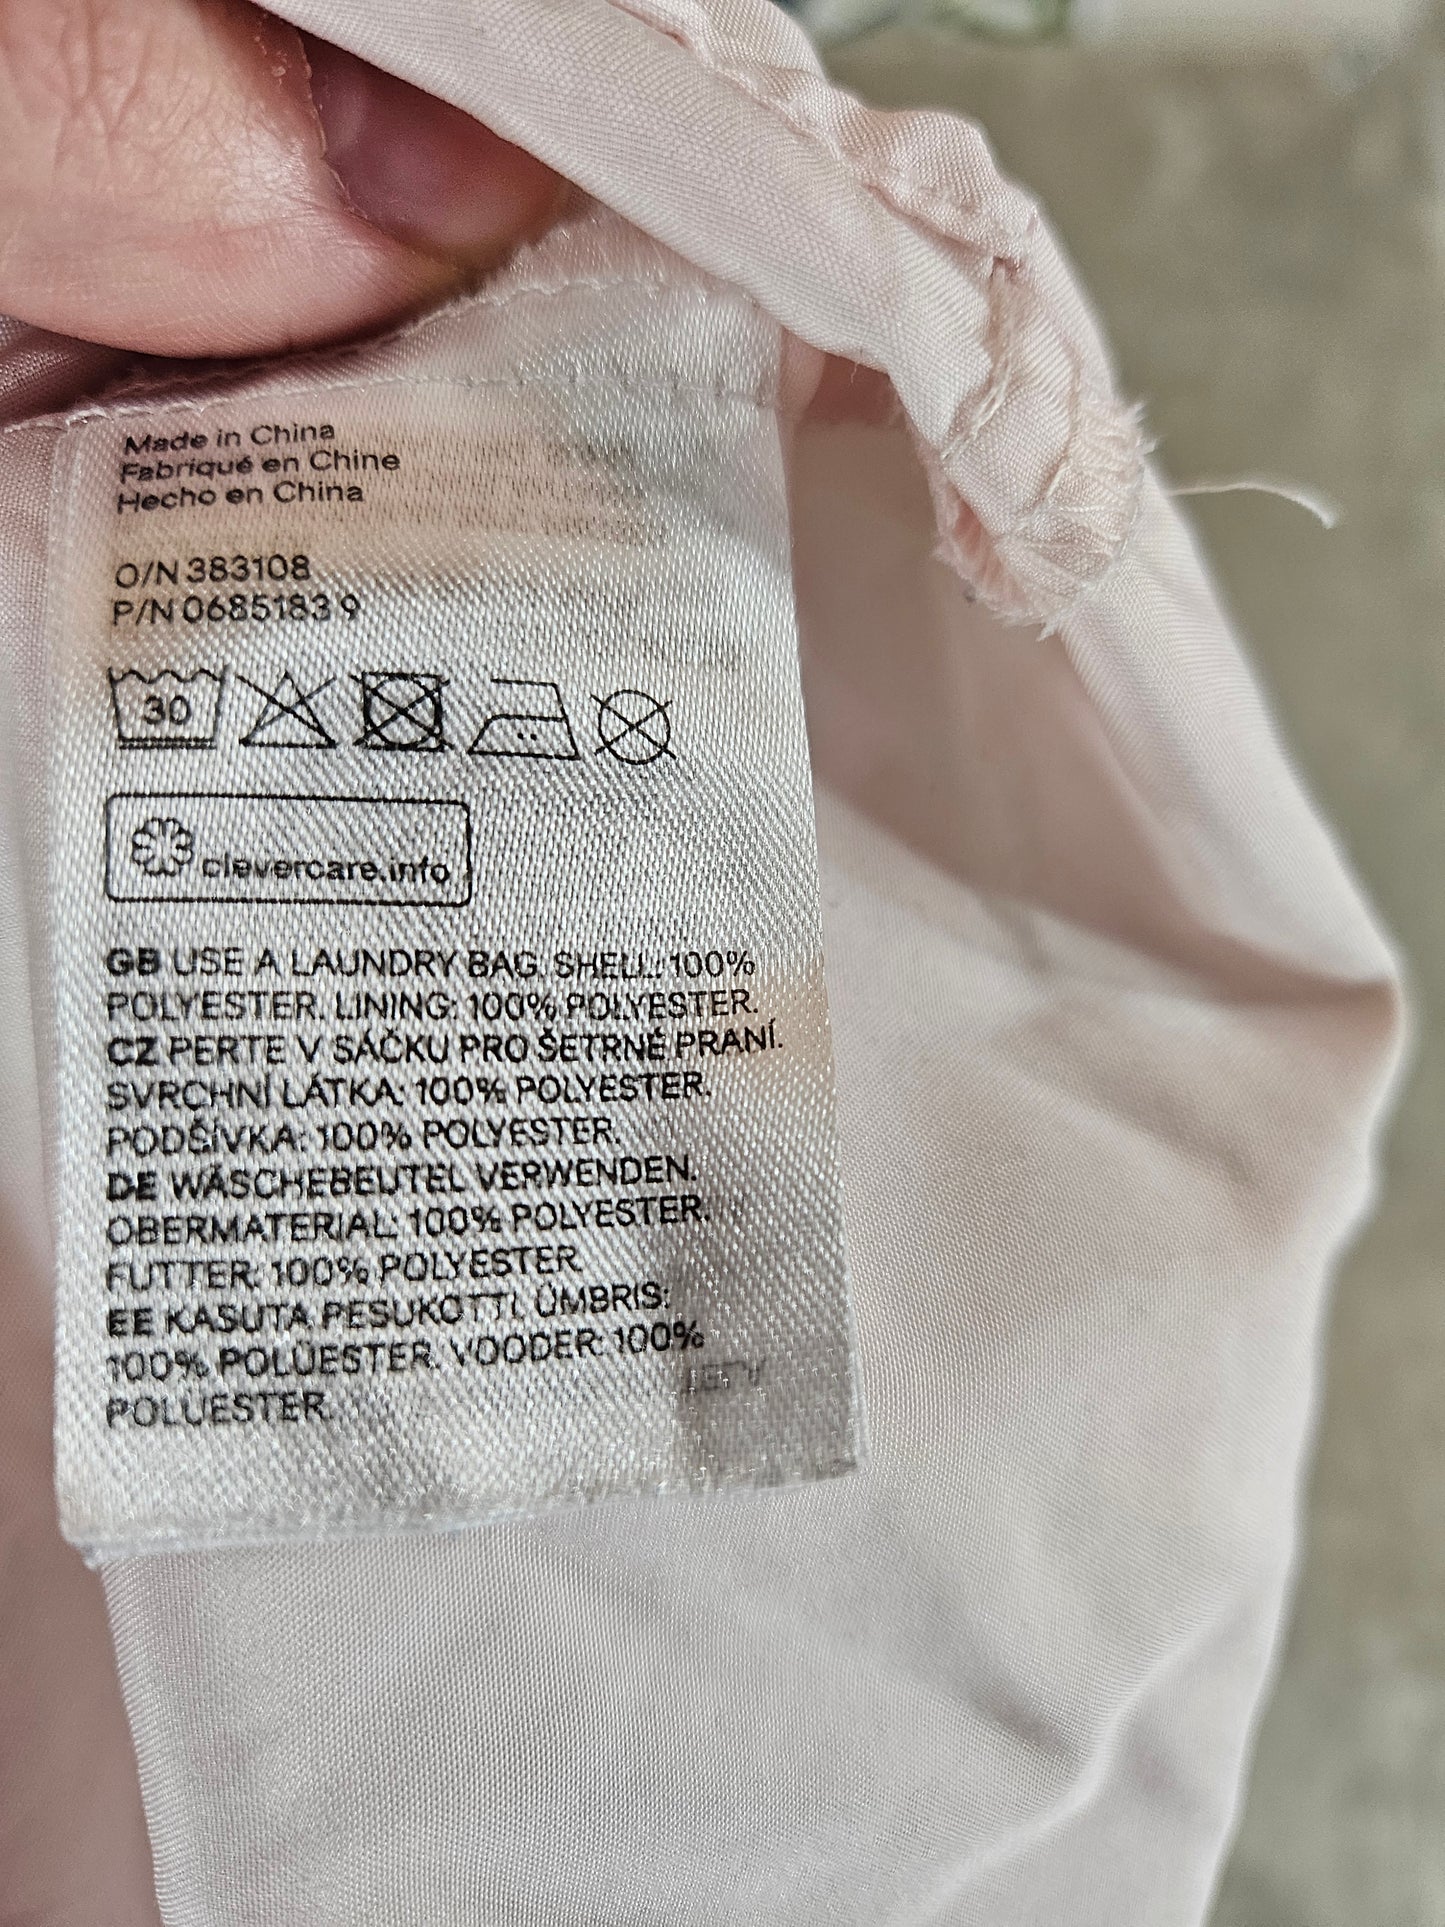 Made in China
Fabriqué en Chine
Hecho en China
O/N 383108
P/N 0685183 9
30
clevercare.info
GB USE A LAUNDRY BAG. SHELL: 100%
POLYESTER. LINING: 100% POLYESTER.
CZ PERTE V SÁČKU PRO ŠETRNÉ PRANÍ.
SVRCHNÍ LÁTKA: 100% POLYESTER.
PODŠÍVKA: 100% POLYESTER.
DE WÄSCHEBEUTEL VERWENDEN.
OBERMATERIAL: 100% POLYESTER.
FUTTER: 100% POLYESTER.
EE KASUTA PESUKOTTI. ÜMBRIS:
100% POLÜESTER. VOODER: 100%
POLÜESTER.